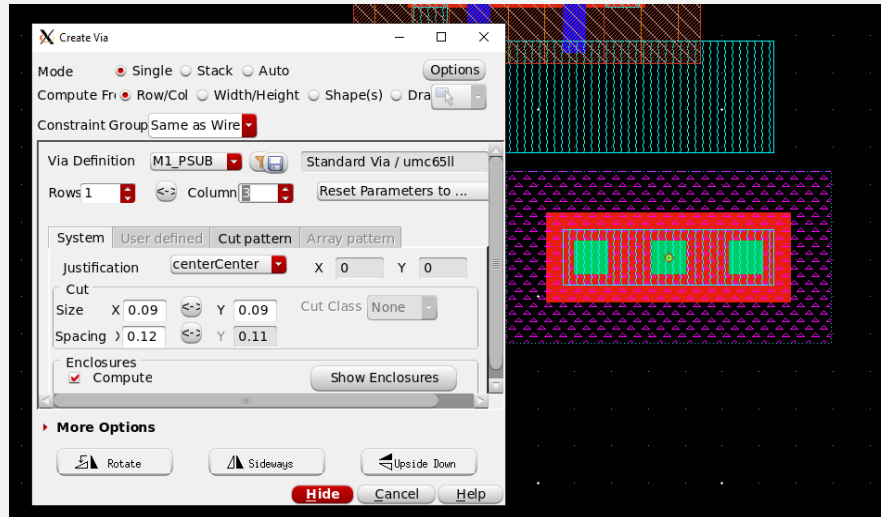 Create Via
Mode Single Stack Auto Options
Compute Fr Row/Col Width/Height Shape(s) Dra
Constraint Group Same as Wire
Via Definition M1_PSUB Standard Via / umc65ll
Rows 1 <-> Column 3 Reset Parameters to ...
System User defined Cut pattern Array pattern
Justification centerCenter X 0 Y 0
Cut
Size X 0.09 <-> Y 0.09 Cut Class None
Spacing 0.12 <-> Y 0.11
Enclosures
Compute Show Enclosures
More Options
Rotate Sideways Upside Down
Hide Cancel Help